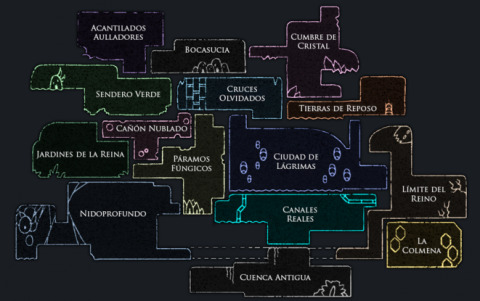 Acantilados
Aulladores
Bocasucia
Cumbre de
Cristal
Sendero Verde
Cruces
Olvidados
Tierras de Reposo
Cañón Nublado
Jardines de la Reina
Páramos
Fúngicos
Ciudad de
Lágrimas
Límite del
Reino
Nidoprofundo
Canales
Reales
La
Colmena
Cuenca Antigua